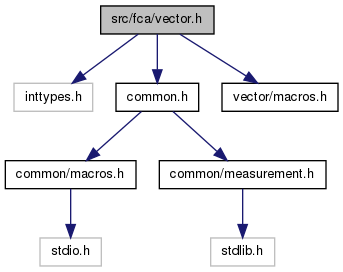 src/fca/vector.h
inttypes.h
common.h
vector/macros.h
common/macros.h
common/measurement.h
stdio.h
stdlib.h